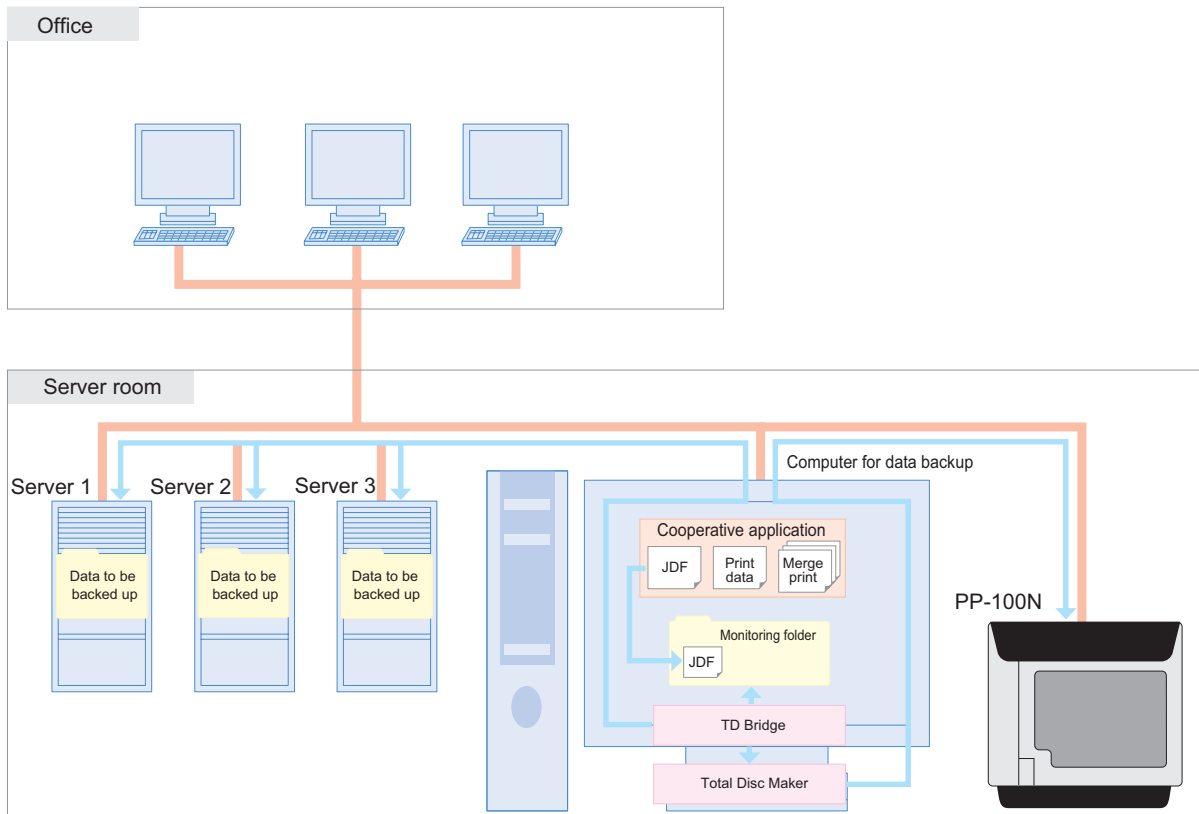 Office
Server room
Computer for data backup
Server 1
Server 2
Server 3
Data to be
backed up
Data to be
backed up
Data to be
backed up
Cooperative application
JDF
Print
data
Merge
print
Monitoring folder
JDF
TD Bridge
Total Disc Maker
PP-100N